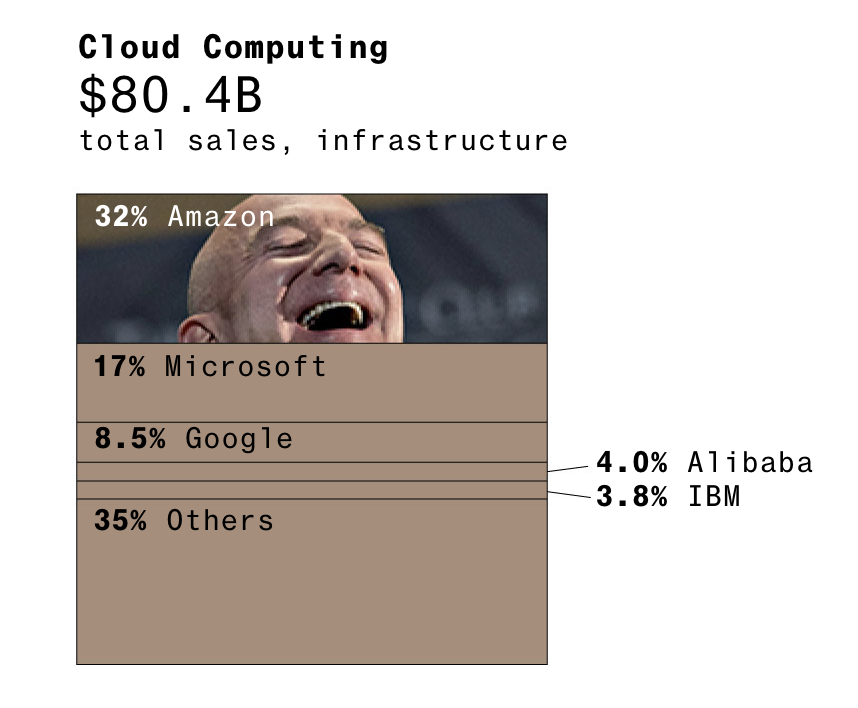 Cloud Computing
$80.4B
total sales, infrastructure
32% Amazon
17% Microsoft
8.5% Google
4.0% Alibaba
3.8% IBM
35% Others